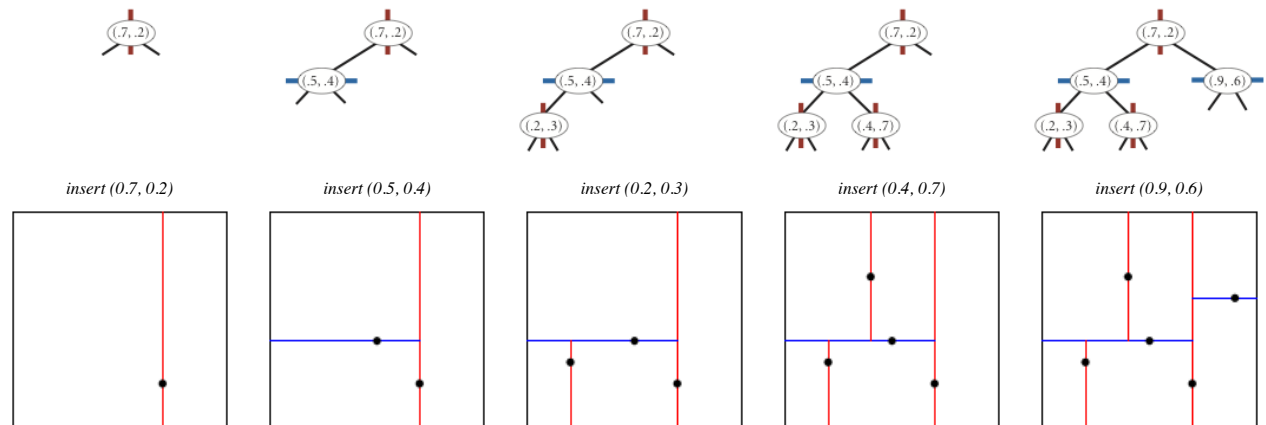 (.7, .2) (.7, .2) (.7, .2) (.7, .2) (.7, .2)
(.5, .4) (.5, .4) (.5, .4) (.5, .4) (.9, .6)
(.2, .3) (.2, .3) (.4, .7) (.2, .3) (.4, .7)
insert (0.7, 0.2) insert (0.5, 0.4) insert (0.2, 0.3) insert (0.4, 0.7) insert (0.9, 0.6)